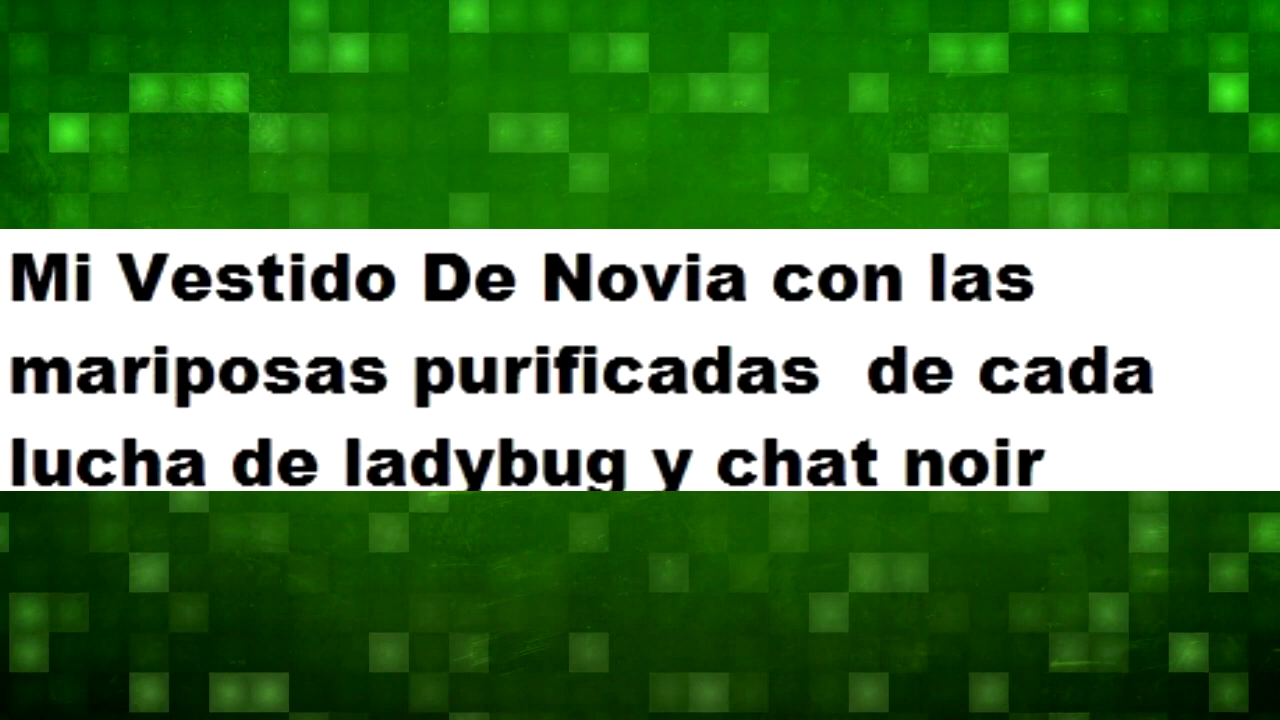 Mi Vestido De Novia con las
mariposas purificadas  de cada
lucha de ladybug y chat noir